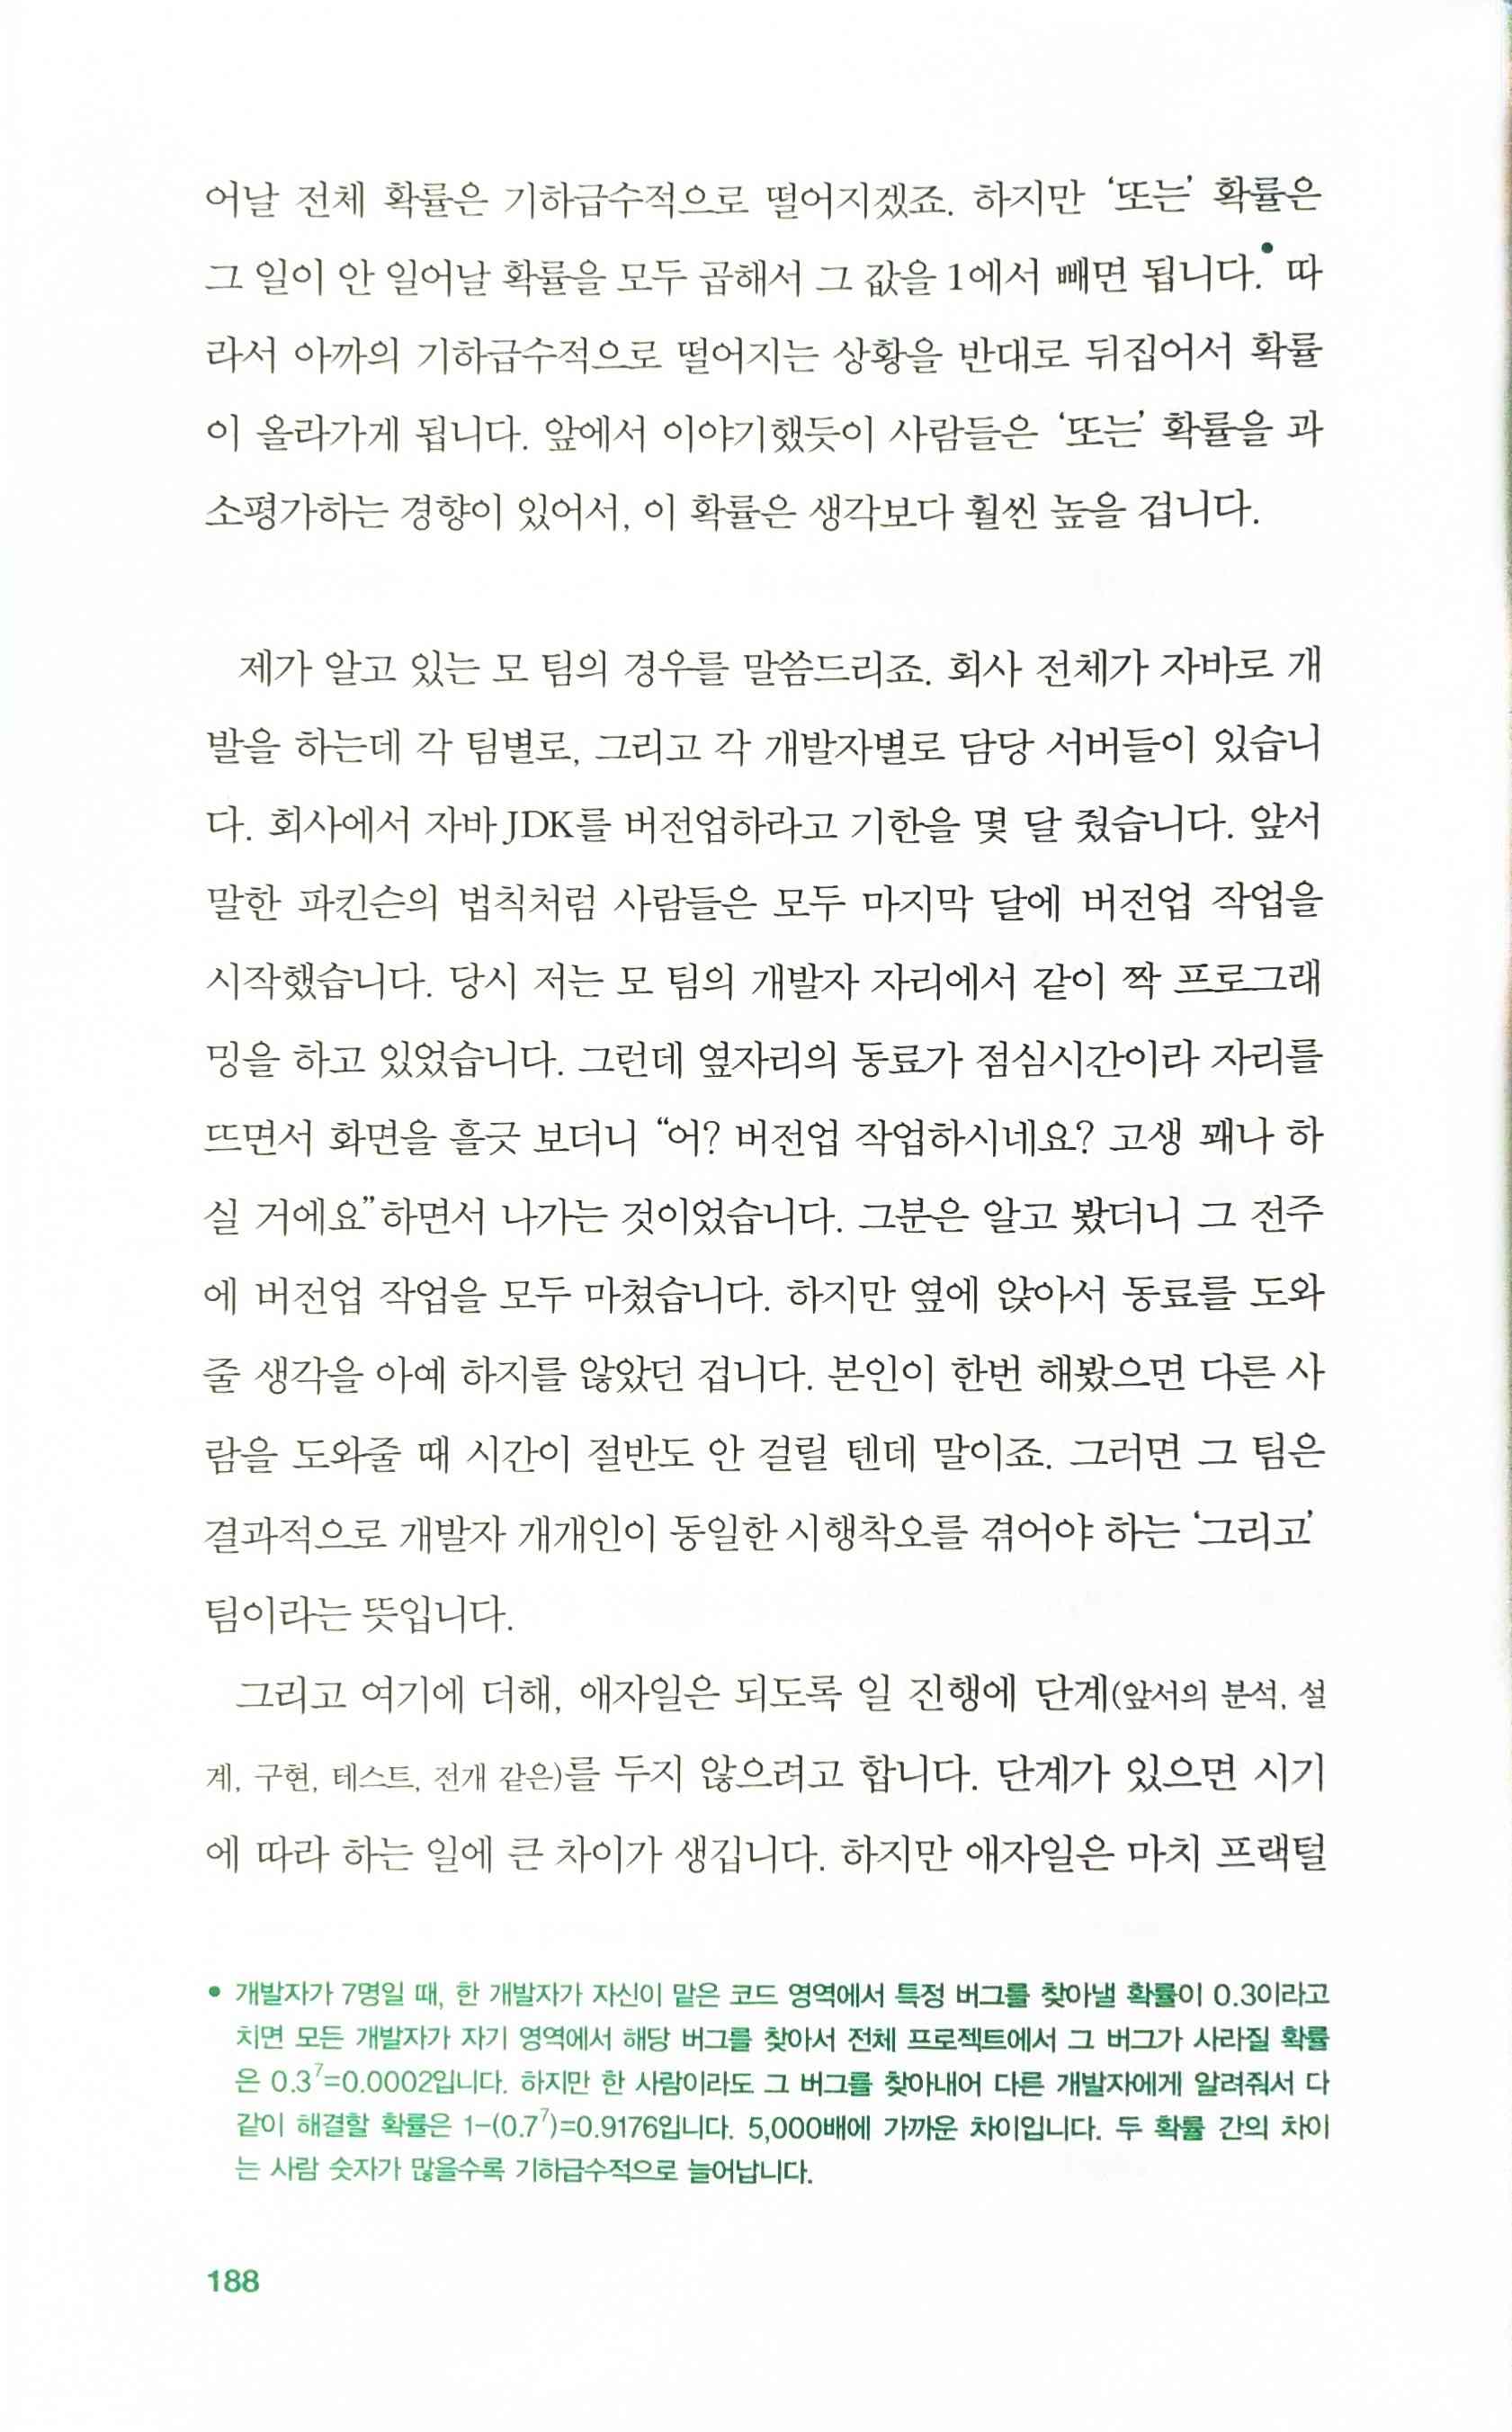 어날 전체 확률은 기하급수적으로 떨어지겠죠. 하지만 ‘또는’ 확률은
그 일이 안 일어날 확률을 모두 곱해서 그 값을 1에서 빼면 됩니다.• 따
라서 아까의 기하급수적으로 떨어지는 상황을 반대로 뒤집어서 확률
이 올라가게 됩니다. 앞에서 이야기했듯이 사람들은 ‘또는’ 확률을 과
소평가하는 경향이 있어서, 이 확률은 생각보다 훨씬 높을 겁니다.
제가 알고 있는 모 팀의 경우를 말씀드리죠. 회사 전체가 자바로 개
발을 하는데 각 팀별로, 그리고 각 개발자별로 담당 서버들이 있습니
다. 회사에서 자바 JDK를 버전업하라고 기한을 몇 달 줬습니다. 앞서
말한 파킨슨의 법칙처럼 사람들은 모두 마지막 달에 버전업 작업을
시작했습니다. 당시 저는 모 팀의 개발자 자리에서 같이 짝 프로그래
밍을 하고 있었습니다. 그런데 옆자리의 동료가 점심시간이라 자리를
뜨면서 화면을 흘긋 보더니 “어? 버전업 작업하시네요? 고생 꽤나 하
실 거에요”하면서 나가는 것이었습니다. 그분은 알고 봤더니 그 전주
에 버전업 작업을 모두 마쳤습니다. 하지만 옆에 앉아서 동료를 도와
줄 생각을 아예 하지를 않았던 겁니다. 본인이 한번 해봤으면 다른 사
람을 도와줄 때 시간이 절반도 안 걸릴 텐데 말이죠. 그러면 그 팀은
결과적으로 개발자 개개인이 동일한 시행착오를 겪어야 하는 ‘그리고’
팀이라는 뜻입니다.
그리고 여기에 더해, 애자일은 되도록 일 진행에 단계(앞서의 분석, 설
계, 구현, 테스트, 전개 같은)를 두지 않으려고 합니다. 단계가 있으면 시기
에 따라 하는 일에 큰 차이가 생깁니다. 하지만 애자일은 마치 프랙털
• 개발자가 7명일 때, 한 개발자가 자신이 맡은 코드 영역에서 특정 버그를 찾아낼 확률이 0.3이라고
치면 모든 개발자가 자기 영역에서 해당 버그를 찾아서 전체 프로젝트에서 그 버그가 사라질 확률
은 0.3⁷=0.0002입니다. 하지만 한 사람이라도 그 버그를 찾아내어 다른 개발자에게 알려줘서 다
같이 해결할 확률은 1-(0.7⁷)=0.9176입니다. 5,000배에 가까운 차이입니다. 두 확률 간의 차이
는 사람 숫자가 많을수록 기하급수적으로 늘어납니다.
188